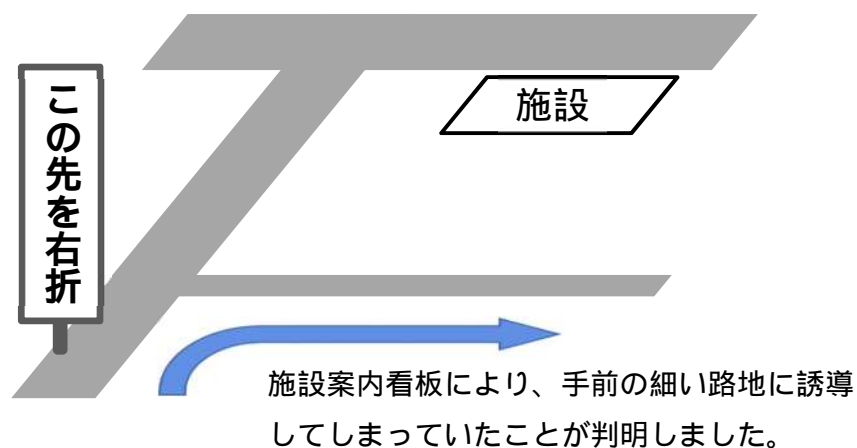 この先を右折
施設
施設案内看板により、手前の細い路地に誘導
してしまっていたことが判明しました。